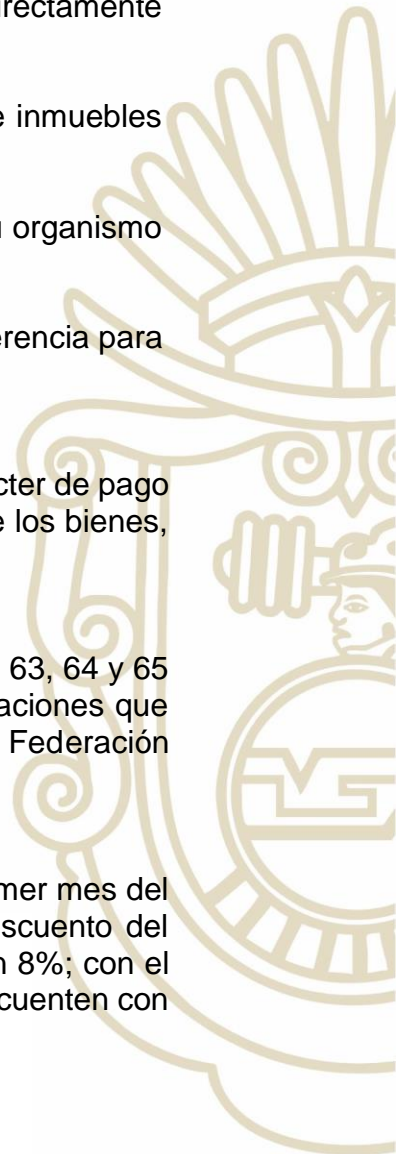 irectamente
e inmuebles
organismo
erencia para
cter de pago
e los bienes,
63, 64 y 65
aciones que
Federación
mer mes del
scuento del
n 8%; con el
cuenten con